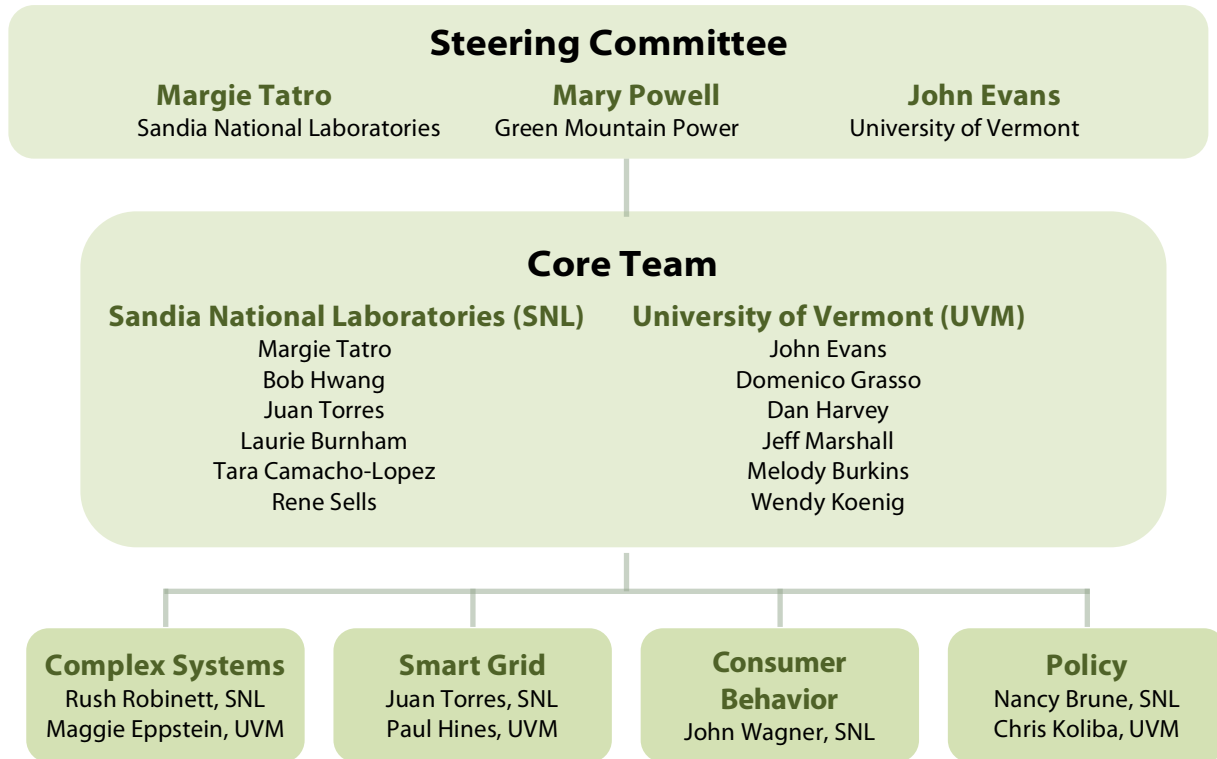 Steering Committee
Margie Tatro
Sandia National Laboratories
Mary Powell
Green Mountain Power
John Evans
University of Vermont
Core Team
Sandia National Laboratories (SNL)
Margie Tatro
Bob Hwang
Juan Torres
Laurie Burnham
Tara Camacho-Lopez
Rene Sells
University of Vermont (UVM)
John Evans
Domenico Grasso
Dan Harvey
Jeff Marshall
Melody Burkins
Wendy Koenig
Complex Systems
Rush Robinett, SNL
Maggie Eppstein, UVM
Smart Grid
Juan Torres, SNL
Paul Hines, UVM
Consumer
Behavior
John Wagner, SNL
Policy
Nancy Brune, SNL
Chris Koliba, UVM